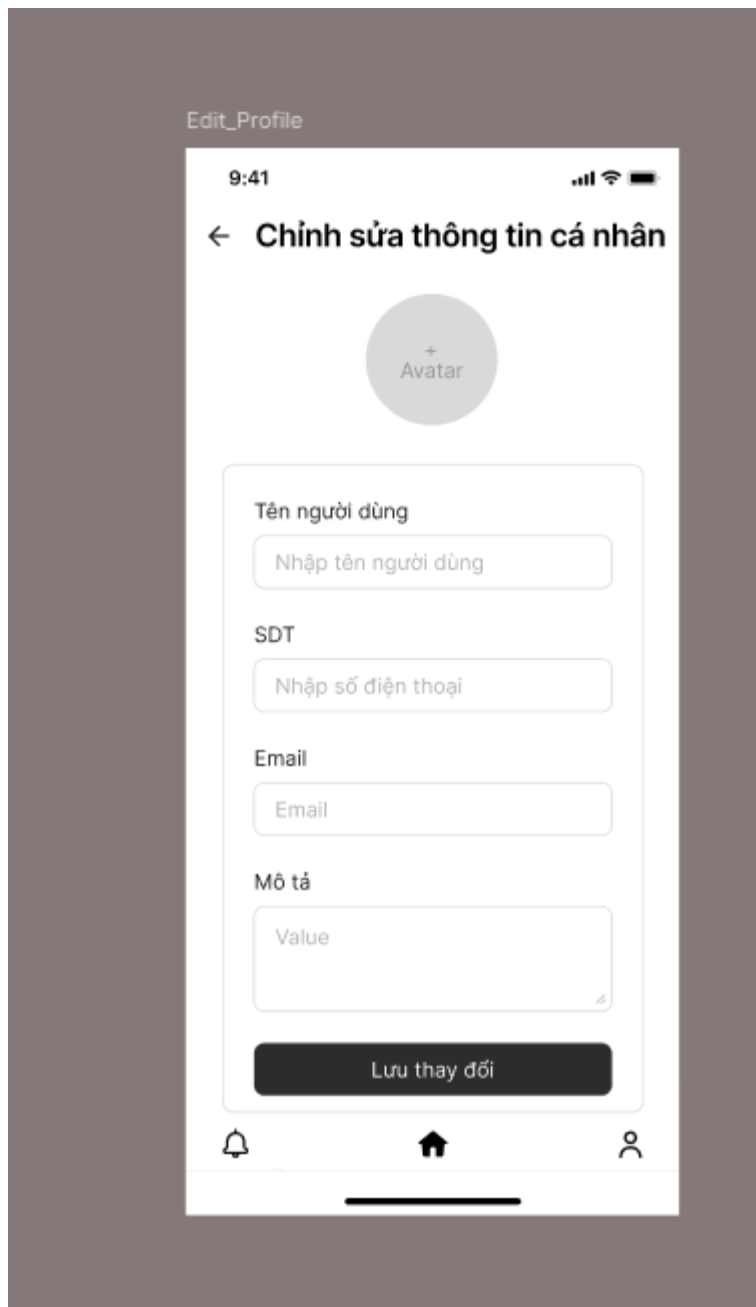 Edit_Profile
9:41
Chỉnh sửa thông tin cá nhân
+
Avatar
Tên người dùng
Nhập tên người dùng
SDT
Nhập số điện thoại
Email
Email
Mô tả
Value
Lưu thay đổi